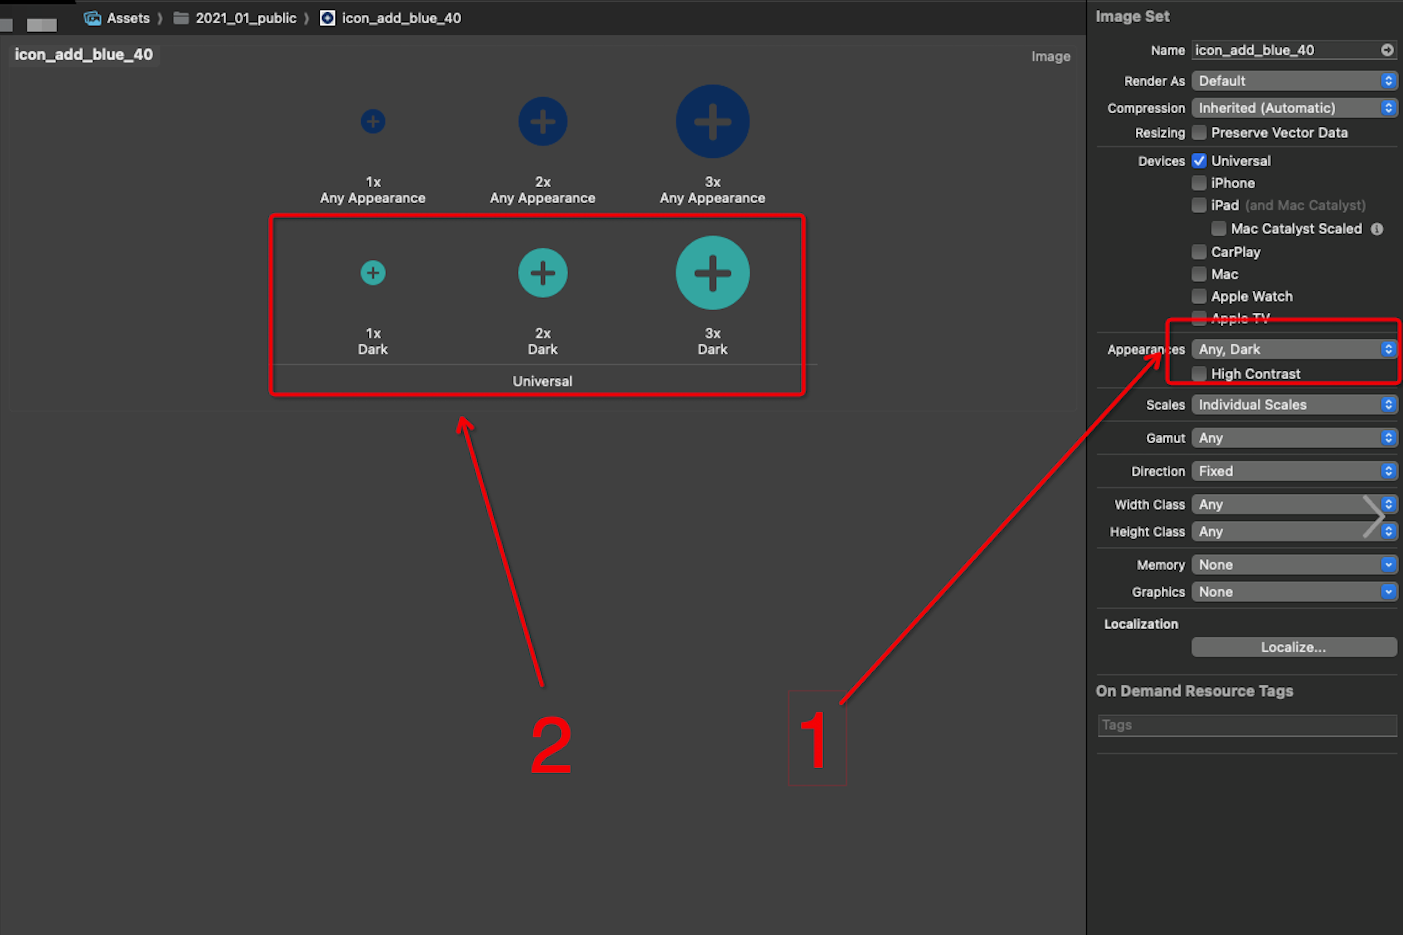 Assets 2021_01_public icon_add_blue_40
icon_add_blue_40
Image
1x 2x 3x
Any Appearance Any Appearance Any Appearance
1x 2x 3x
Dark Dark Dark
Universal
2
1
Image Set
Name icon_add_blue_40
Render As Default
Compression Inherited (Automatic)
Resizing Preserve Vector Data
Devices Universal
iPhone
iPad (and Mac Catalyst)
Mac Catalyst Scaled
CarPlay
Mac
Apple Watch
Apple TV
Appearances Any, Dark
High Contrast
Scales Individual Scales
Gamut Any
Direction Fixed
Width Class Any
Height Class Any
Memory None
Graphics None
Localization
Localize...
On Demand Resource Tags
Tags